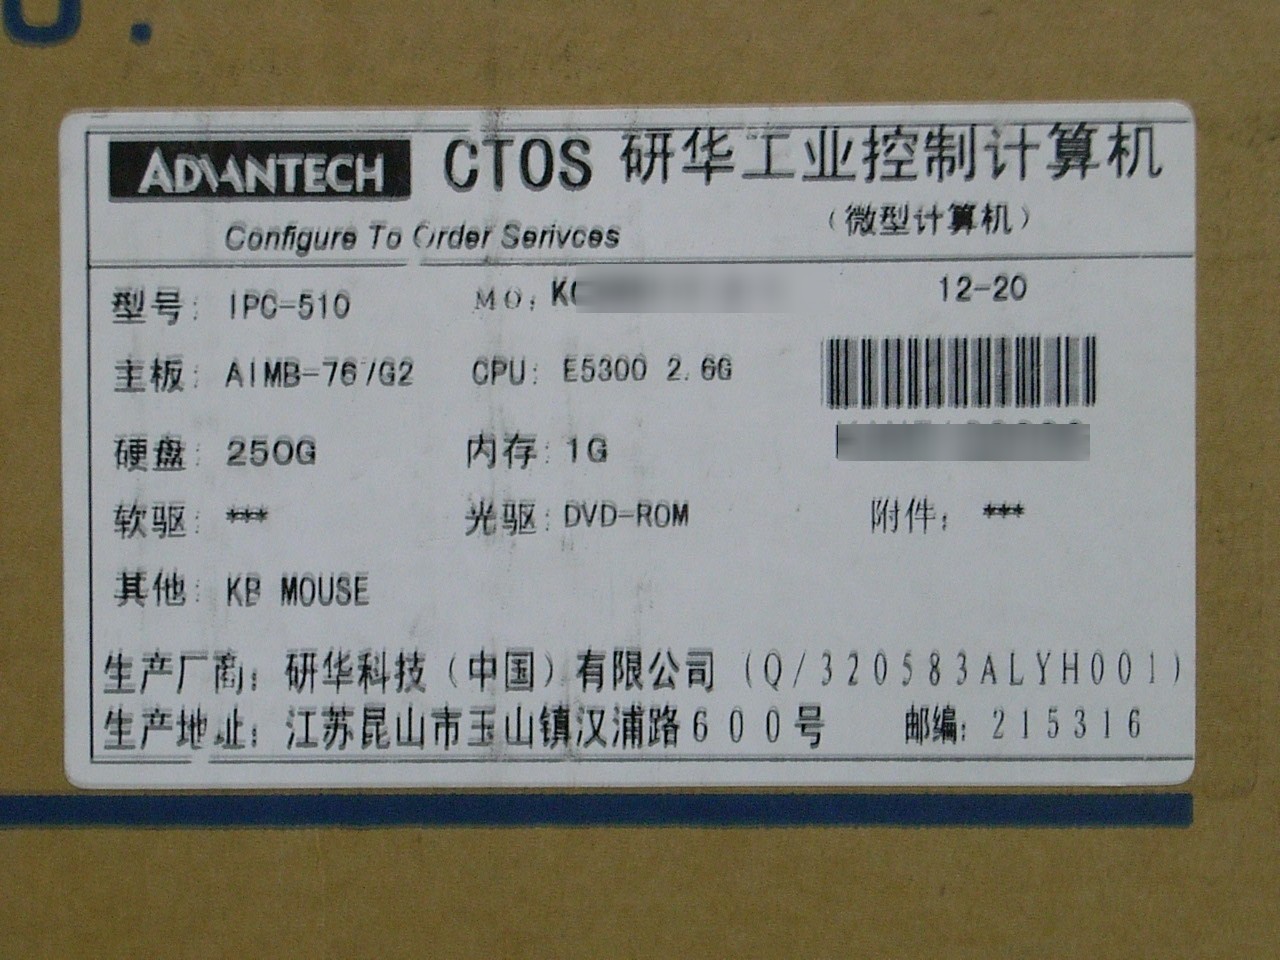 ADVANTECH CTOS 研华工业控制计算机
Configure To Order Serivces （微型计算机）
型号: IPC-510 MO: 12-20
主板: CPU: E5300 2.6G
硬盘: 250G 内存: 1G
软驱: *** 光驱: DVD-ROM 附件: ***
其他: KB MOUSE
生产厂商: 研华科技（中国）有限公司（Q/320583ALYH001）
生产地址: 江苏昆山市玉山镇汉浦路600号 邮编: 215316